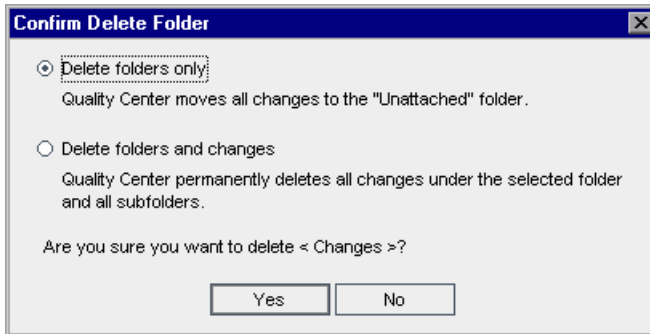 Confirm Delete Folder
Delete folders only
Quality Center moves all changes to the "Unattached" folder.
Delete folders and changes
Quality Center permanently deletes all changes under the selected folder
and all subfolders.
Are you sure you want to delete < Changes >?
Yes
No